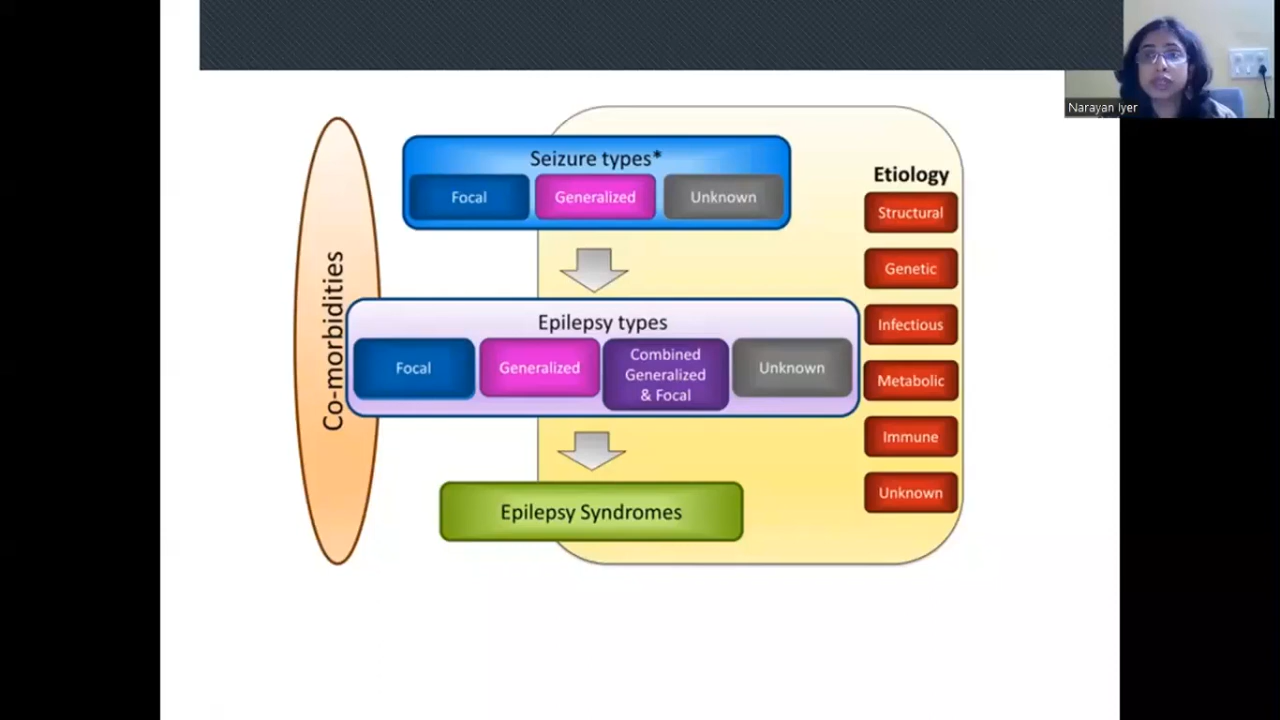 Narayan Iyer
Co-morbidities
Seizure types*
Focal
Generalized
Unknown
Epilepsy types
Focal
Generalized
Combined
Generalized
& Focal
Unknown
Epilepsy Syndromes
Etiology
Structural
Genetic
Infectious
Metabolic
Immune
Unknown